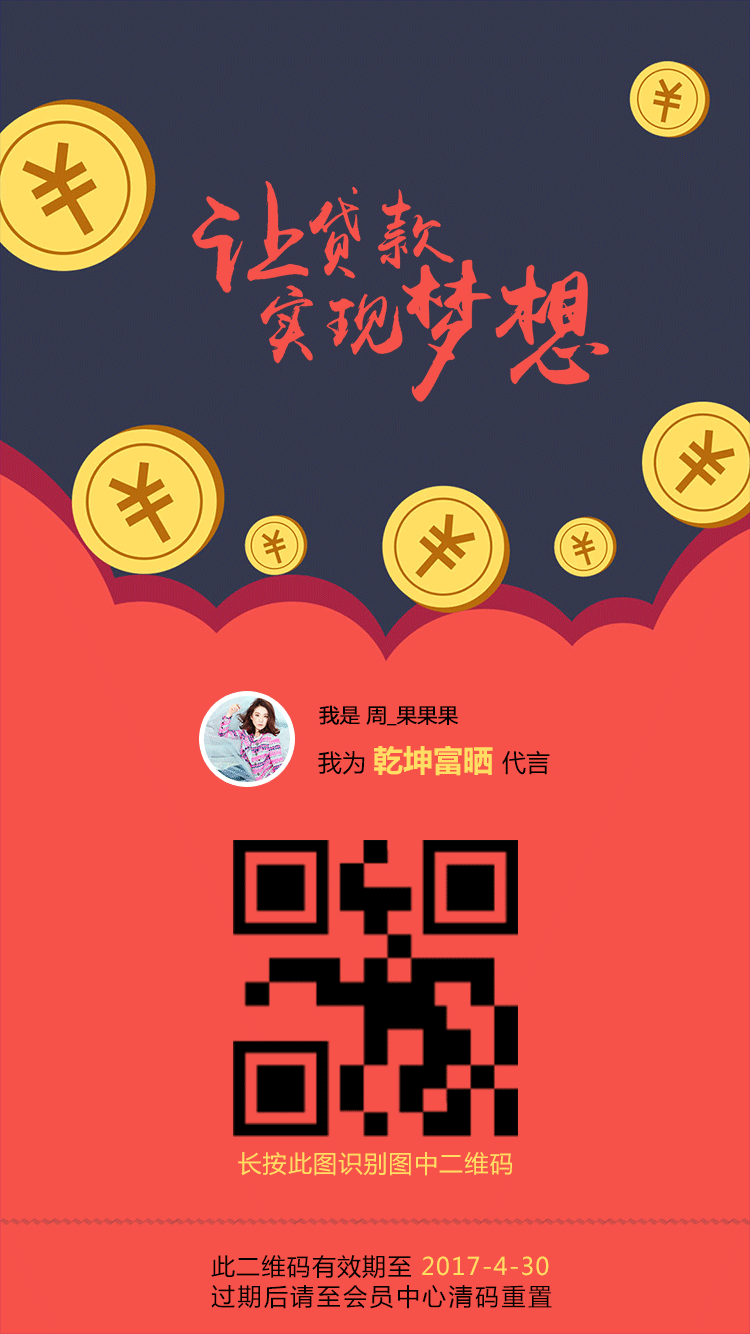 让贷款
实现梦想
我是 周_果果果
我为 乾坤富晒 代言
长按此图识别图中二维码
此二维码有效期至 2017-4-30
过期后请至会员中心清码重置